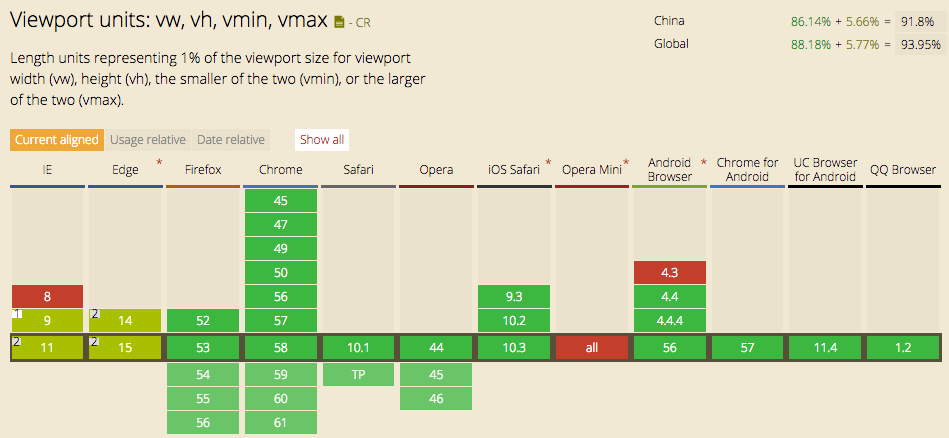 Viewport units: vw, vh, vmin, vmax - CR
China 86.14% + 5.66% = 91.8%
Global 88.18% + 5.77% = 93.95%
Length units representing 1% of the viewport size for viewport
width (vw), height (vh), the smaller of the two (vmin), or the larger
of the two (vmax).
Current aligned Usage relative Date relative Show all
IE Edge * Firefox Chrome Safari Opera iOS Safari * Opera Mini * Android Browser * Chrome for Android UC Browser for Android QQ Browser
45
47
49
50 4.3
8 56 9.3 4.4
1 9 2 14 52 57 10.2 4.4.4
2 11 2 15 53 58 10.1 44 10.3 all 56 57 11.4 1.2
54 59 TP 45
55 60 46
56 61